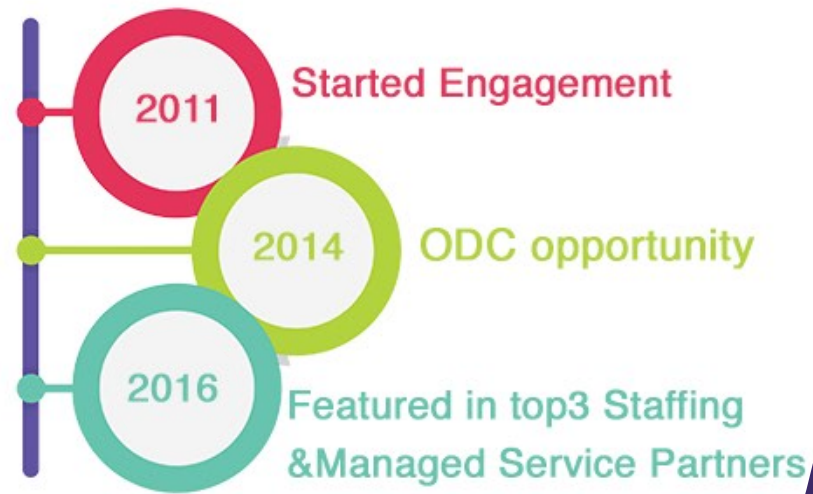 2011
Started Engagement
2014
ODC opportunity
2016
Featured in top3 Staffing
&Managed Service Partners